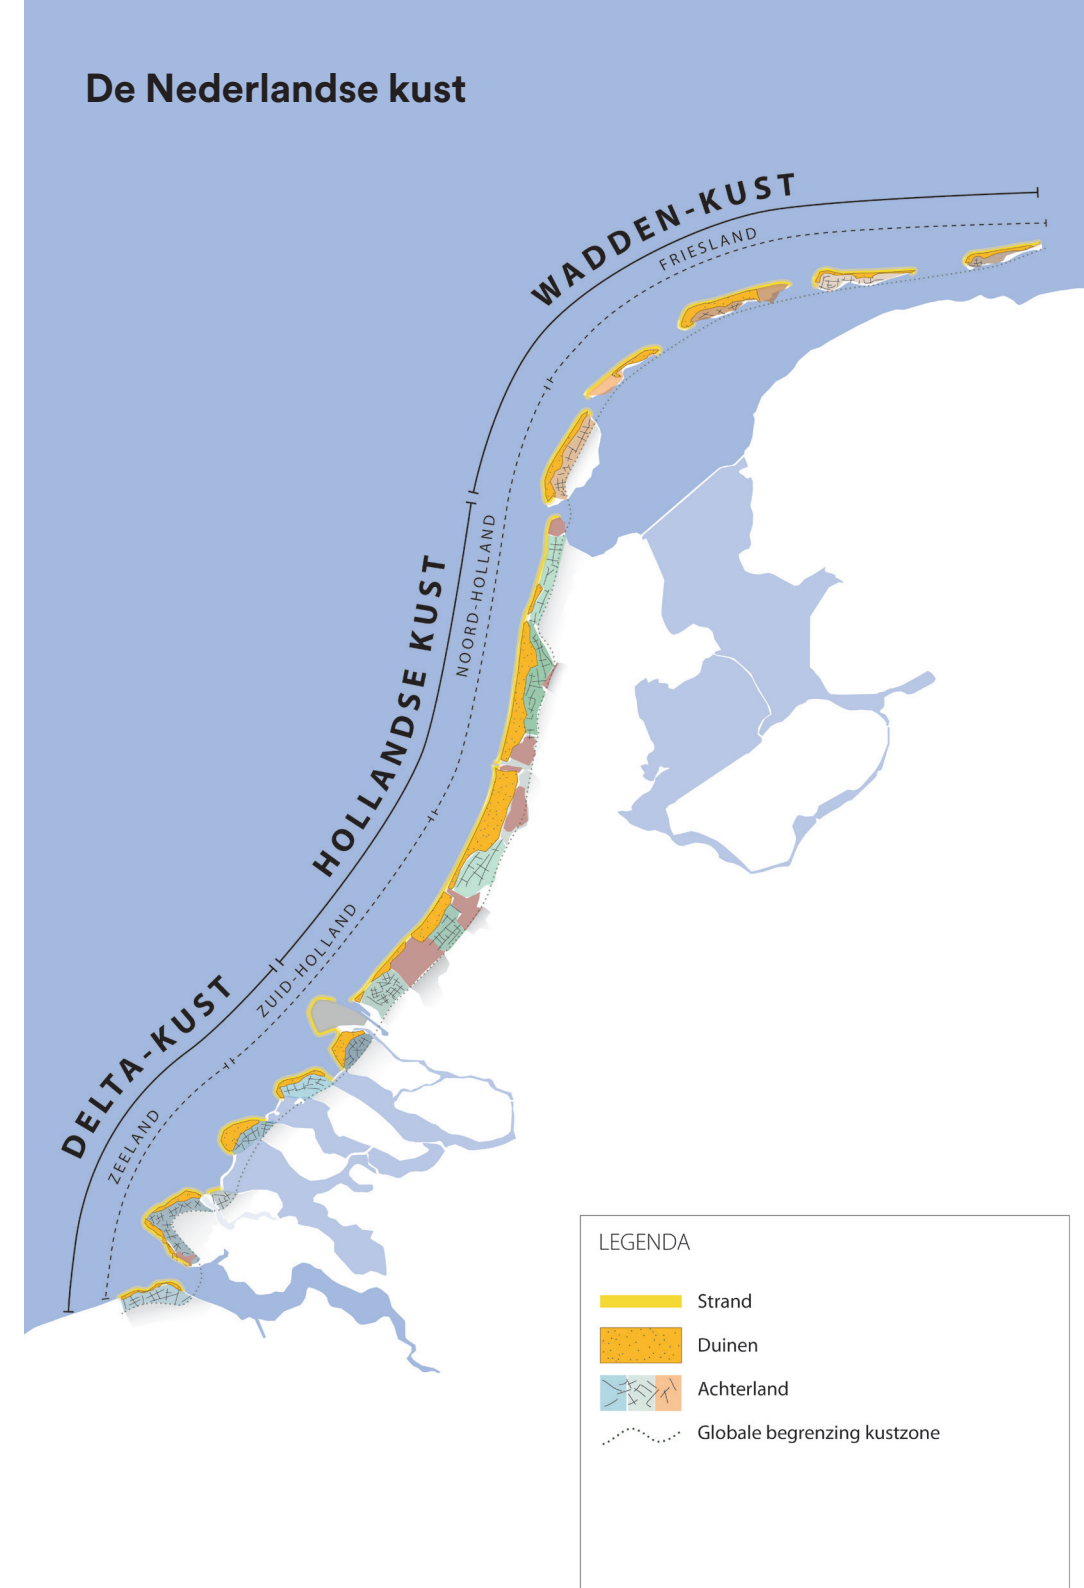 De Nederlandse kust
WADDEN-KUST
FRIESLAND
HOLLANDSE KUST
NOORD-HOLLAND
ZUID-HOLLAND
DELTA-KUST
ZEELAND
LEGENDA
Strand
Duinen
Achterland
Globale begrenzing kustzone